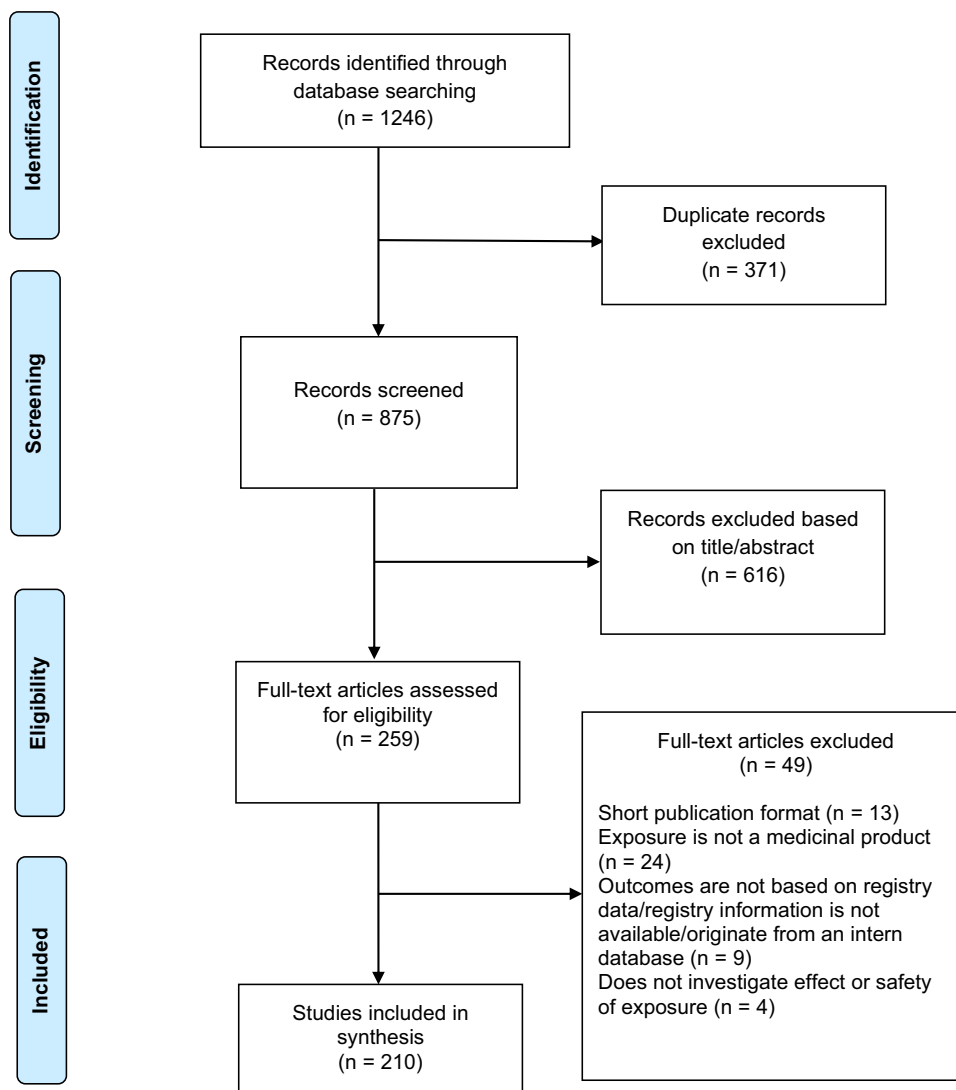 Identification
Records identified through
database searching
(n = 1246)
Duplicate records
excluded
(n = 371)
Screening
Records screened
(n = 875)
Records excluded based
on title/abstract
(n = 616)
Eligibility
Full-text articles assessed
for eligibility
(n = 259)
Full-text articles excluded
(n = 49)
Short publication format (n = 13)
Exposure is not a medicinal product
(n = 24)
Outcomes are not based on registry
data/registry information is not
available/originate from an intern
database (n = 9)
Does not investigate effect or safety
of exposure (n = 4)
Included
Studies included in
synthesis
(n = 210)